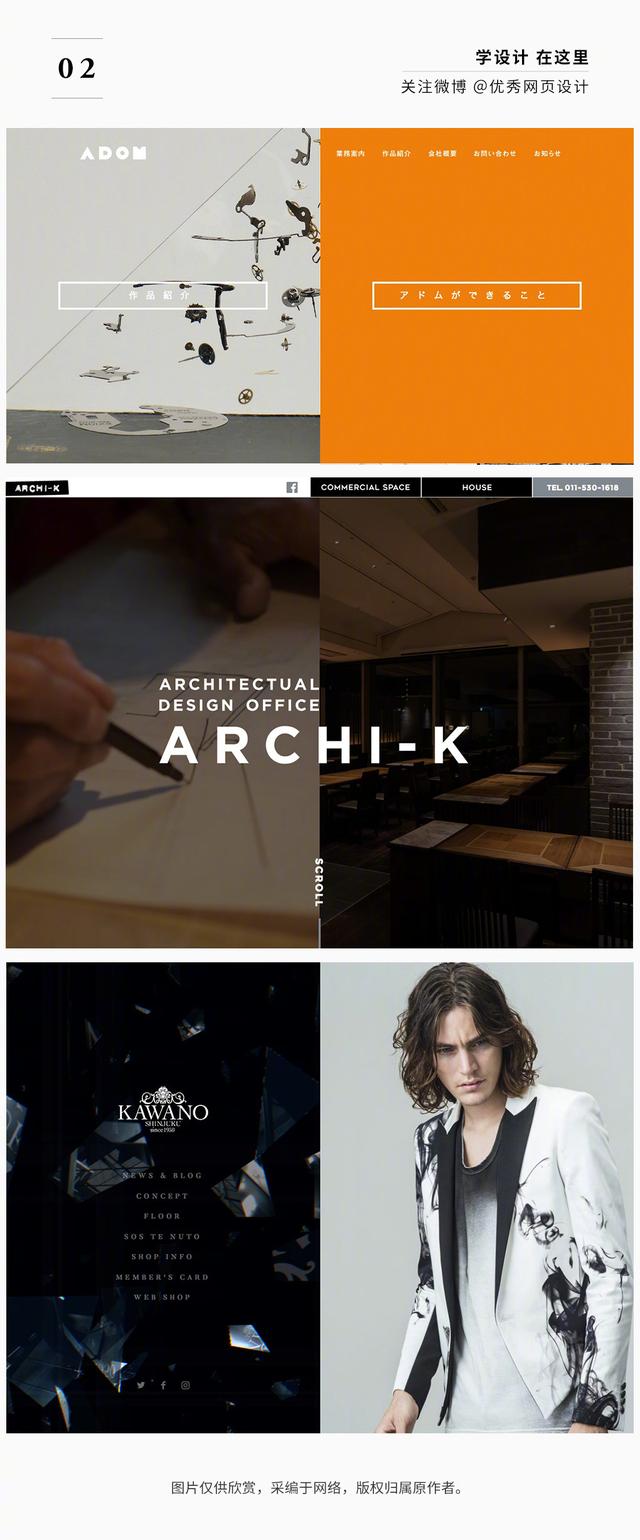 02
学设计 在这里
关注微博 @优秀网页设计
ADOM
業務案内 作品紹介 会社概要 お問い合わせ お知らせ
作品紹介
アドムができること
ARCHI-K
COMMERCIAL SPACE
HOUSE
TEL. 011-530-1618
ARCHITECTUAL
DESIGN OFFICE
ARCHI-K
SCROLL
KAWANO
SHINJUKU
since1950
NEWS & BLOG
CONCEPT
FLOOR
SOS TE NUTO
SHOP INFO
MEMBER'S CARD
WEB SHOP
图片仅供欣赏，采编于网络，版权归属原作者。